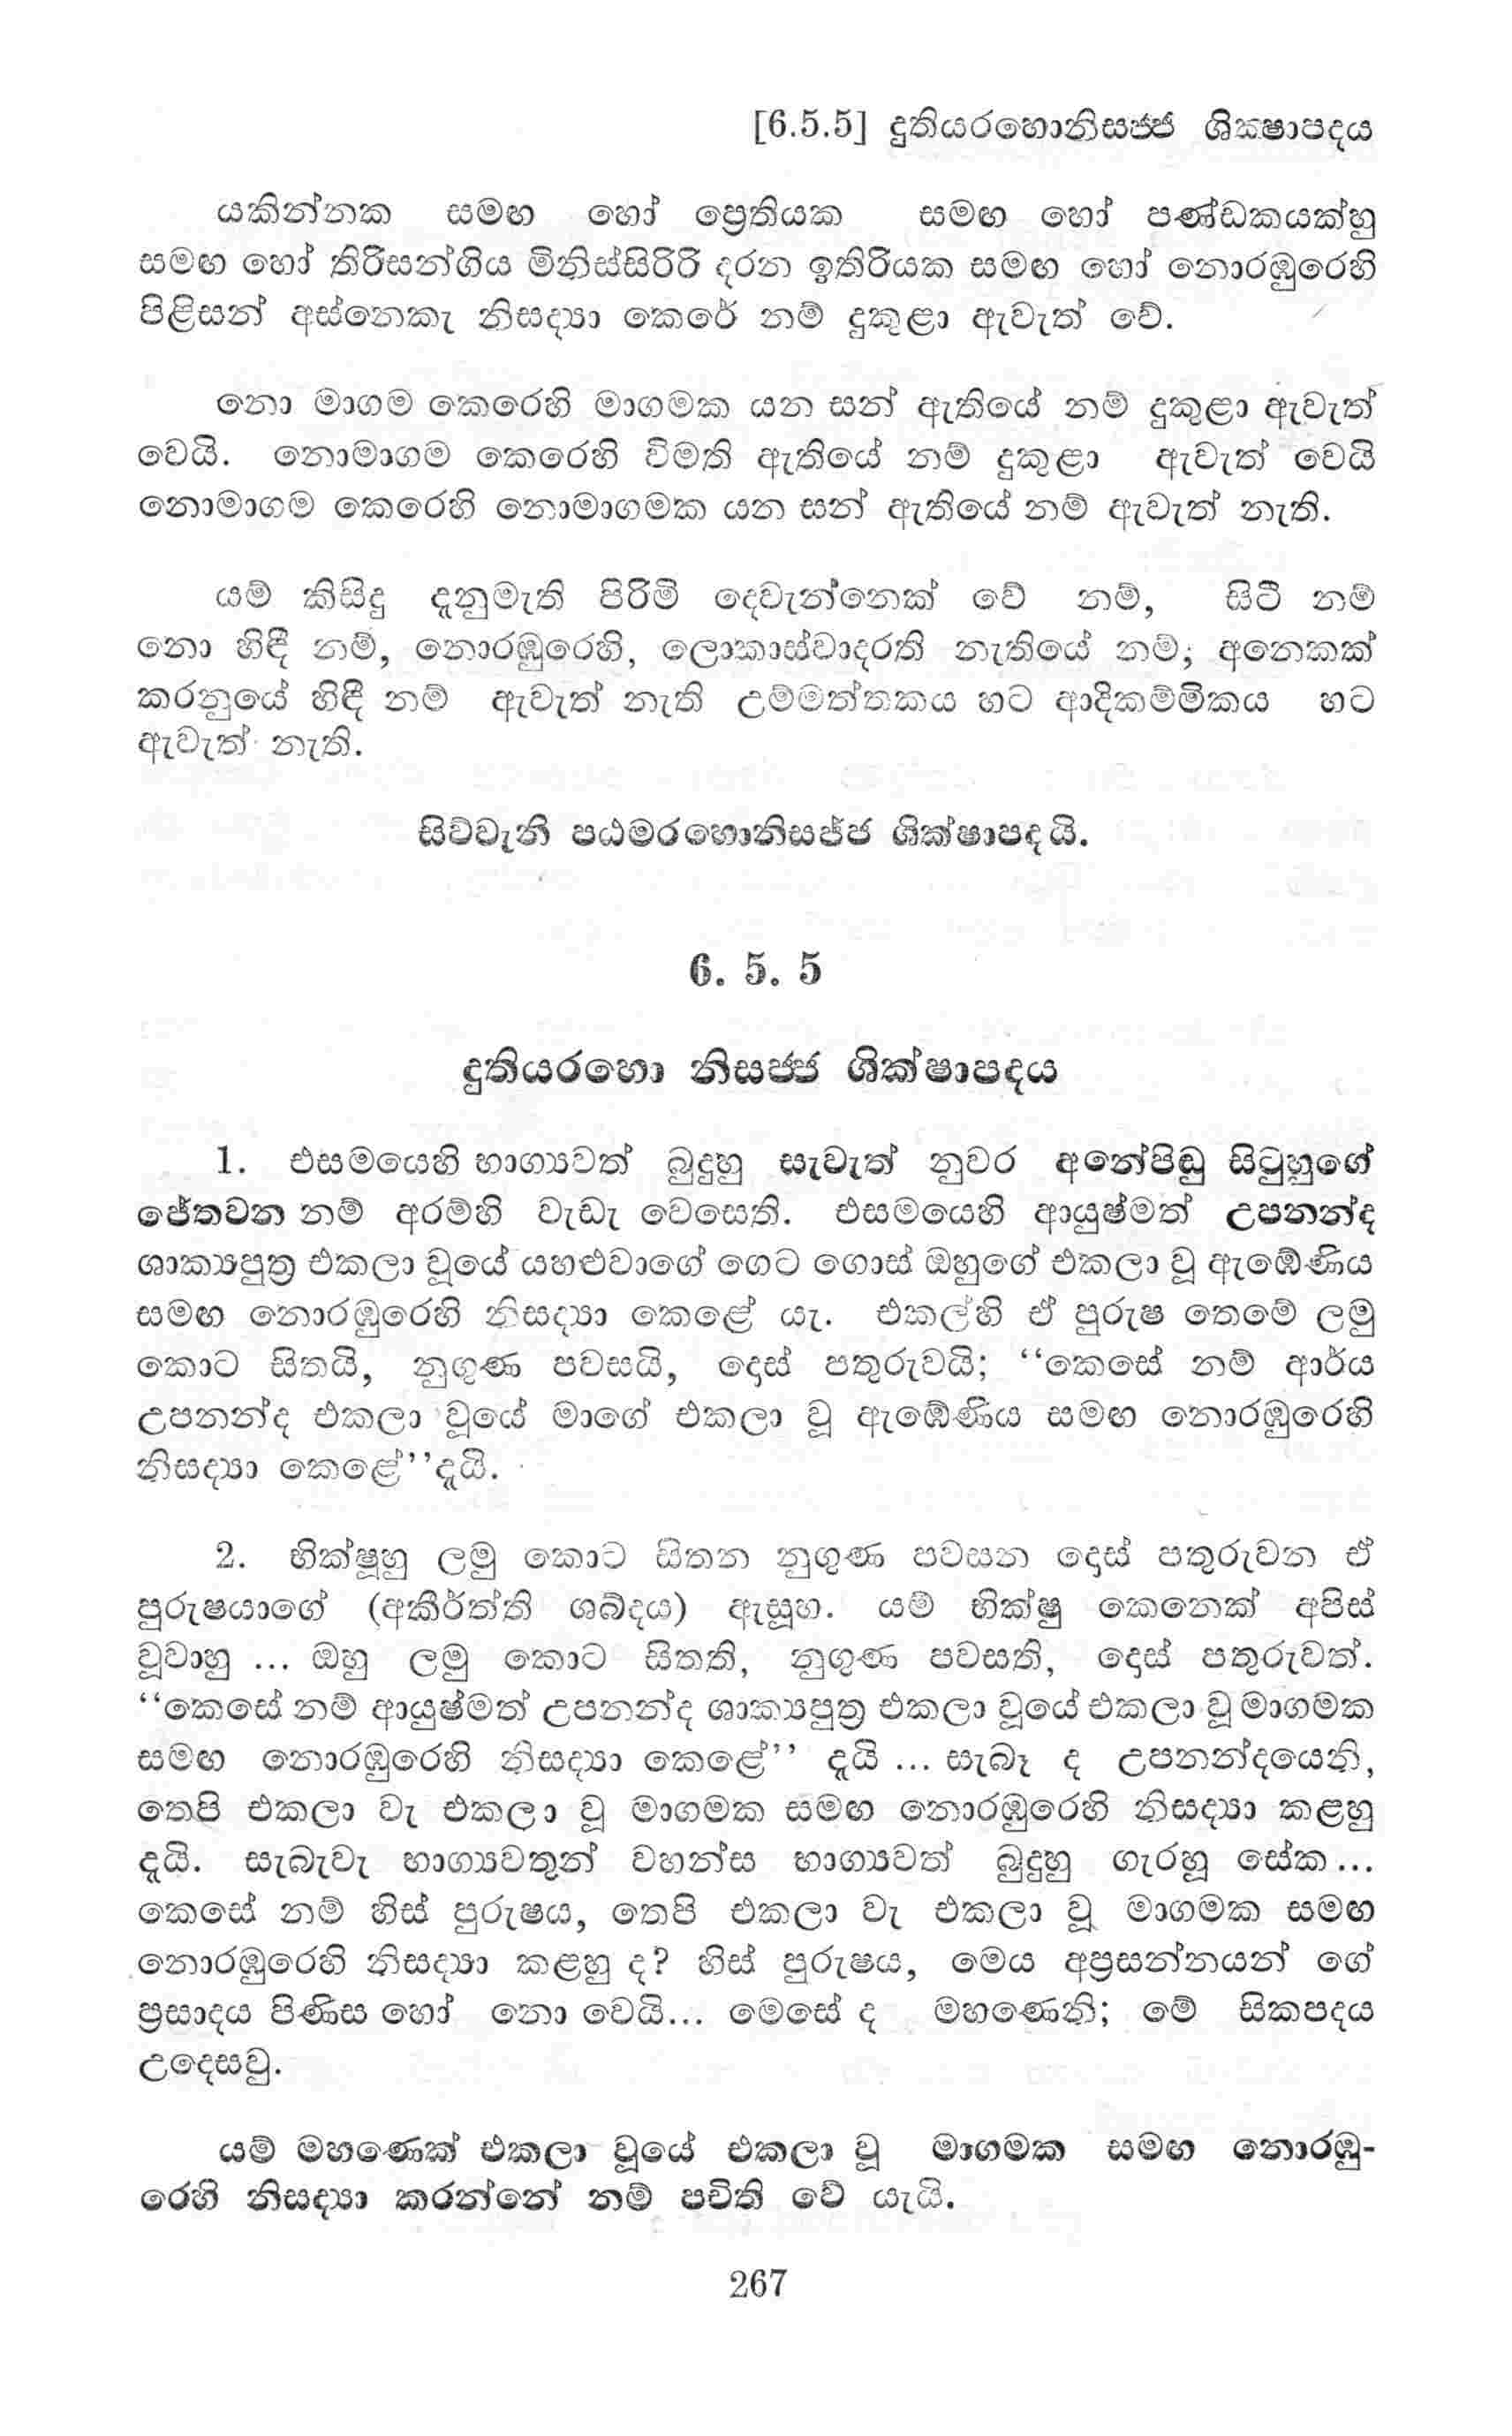 [6.5.5] දුතියරහොනිසජ්ජ ශික්‍ෂාපදය
යකින්නක සමඟ හෝ ප්‍රෙතියක සමඟ හෝ පණ්ඩකයක්හු
සමඟ හෝ තිරිසන්ගිය මිනිස්සිරිරි දරන ඉතිරියක සමඟ හෝ නොරඹුරෙහි
පිළිසන් අස්නෙකැ නිසද්‍යා කෙරේ නම් දුකුළා ඇවැත් වේ.
නො මාගම කෙරෙහි මාගමක යන සන් ඇතියේ නම් දුකුළා ඇවැත්
වෙයි. නොමාගම කෙරෙහි විමති ඇතියේ නම් දුකුළා ඇවැත් වෙයි
නොමාගම කෙරෙහි නොමාගමක යන සන් ඇතියේ නම් ඇවැත් නැති.
යම් කිසිදු දැනුමැති පිරිමි දෙවැන්නෙක් වේ නම්, සිටී නම්
නො හිඳී නම්, නොරඹුරෙහි, ලොකාස්වාදරති නැතියේ නම්, අනෙකක්
කරනුයේ හිඳී නම් ඇවැත් නැති උම්මත්තකය හට ආදිකම්මිකය හට
ඇවැත් නැති.
සිව්වැනි පඨමරහොනිසජ්ජ ශික්ෂාපදයි.
6. 5. 5
දුතියරහො නිසජ්ජ ශික්ෂාපදය
1. එසමයෙහි භාග්‍යවත් බුදුහු සැවැත් නුවර අනේපිඬු සිටුහුගේ
ජේතවන නම් අරම්හි වැඩැ වෙසෙති. එසමයෙහි ආයුෂ්මත් උපනන්ද
ශාක්‍යපුත්‍ර එකලා වූයේ යහළුවාගේ ගෙට ගොස් ඔහුගේ එකලා වූ ඇඹේණිය
සමඟ නොරඹුරෙහි නිසද්‍යා කෙළේ යැ. එකල්හි ඒ පුරුෂ තෙමේ ලමු
කොට සිතයි, නුගුණ පවසයි, දොස් පතුරුවයි; “කෙසේ නම් ආර්ය
උපනන්ද එකලා වූයේ මාගේ එකලා වූ ඇඹේණිය සමඟ නොරඹුරෙහි
නිසද්‍යා කෙළේ”දැයි.
2. භික්ෂූහු ලමු කොට සිතන නුගුණ පවසන දොස් පතුරුවන ඒ
පුරුෂයාගේ (අකීර්ත්ති ශබ්දය) ඇසූහ. යම් භික්ෂු කෙනෙක් අපිස්
වූවාහු ... ඔහු ලමු කොට සිතති, නුගුණ පවසති, දොස් පතුරුවත්.
“කෙසේ නම් ආයුෂ්මත් උපනන්ද ශාක්‍යපුත්‍ර එකලා වූයේ එකලා වූ මාගමක
සමඟ නොරඹුරෙහි නිසද්‍යා කෙළේ” දැයි ... සැබෑ ද උපනන්දයෙනි,
තෙපි එකලා වැ එකලා වූ මාගමක සමඟ නොරඹුරෙහි නිසද්‍යා කළහු
දැයි. සැබැවැ භාග්‍යවතුන් වහන්ස භාග්‍යවත් බුදුහු ගැරහූ සේක...
කෙසේ නම් හිස් පුරුෂය, තෙපි එකලා වැ එකලා වූ මාගමක සමඟ
නොරඹුරෙහි නිසද්‍යා කළහු ද? හිස් පුරුෂය, මෙය අප්‍රසන්නයන් ගේ
ප්‍රසාදය පිණිස හෝ නො වෙයි... මෙසේ ද මහණෙනි; මේ සිකපදය
උදෙසවු.
යම් මහණෙක් එකලා වූයේ එකලා වූ මාගමක සමඟ නොරඹු-
රෙහි නිසද්‍යා කරන්නේ නම් පචිති වේ යැයි.
267